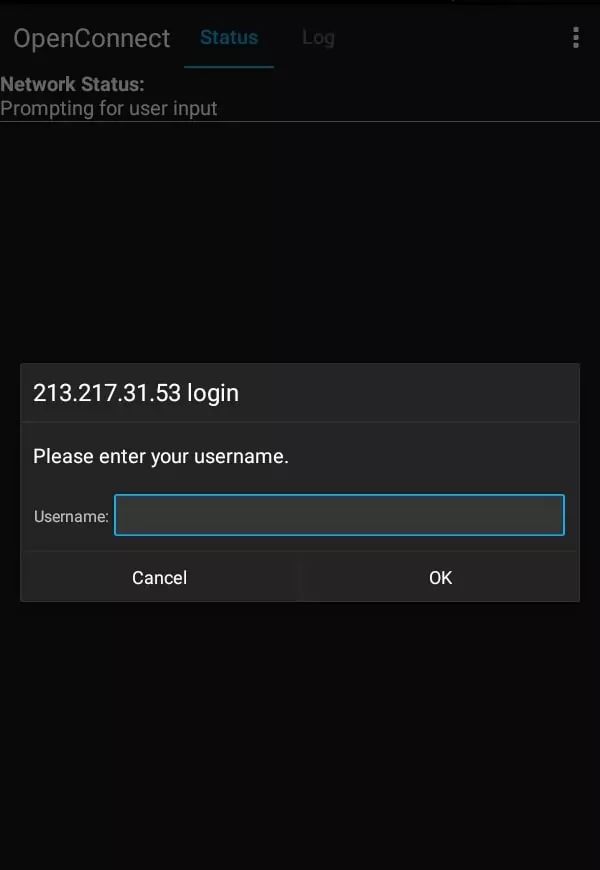 OpenConnect Status Log
Network Status:
Prompting for user input
213.217.31.53 login
Please enter your username.
Username:
Cancel OK